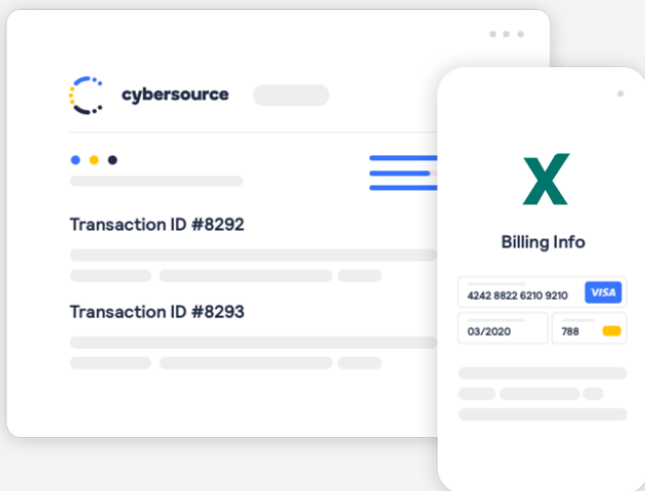 cybersource
Transaction ID #8292
Transaction ID #8293
X
Billing Info
4242 8822 6210 9210
VISA
03/2020
788